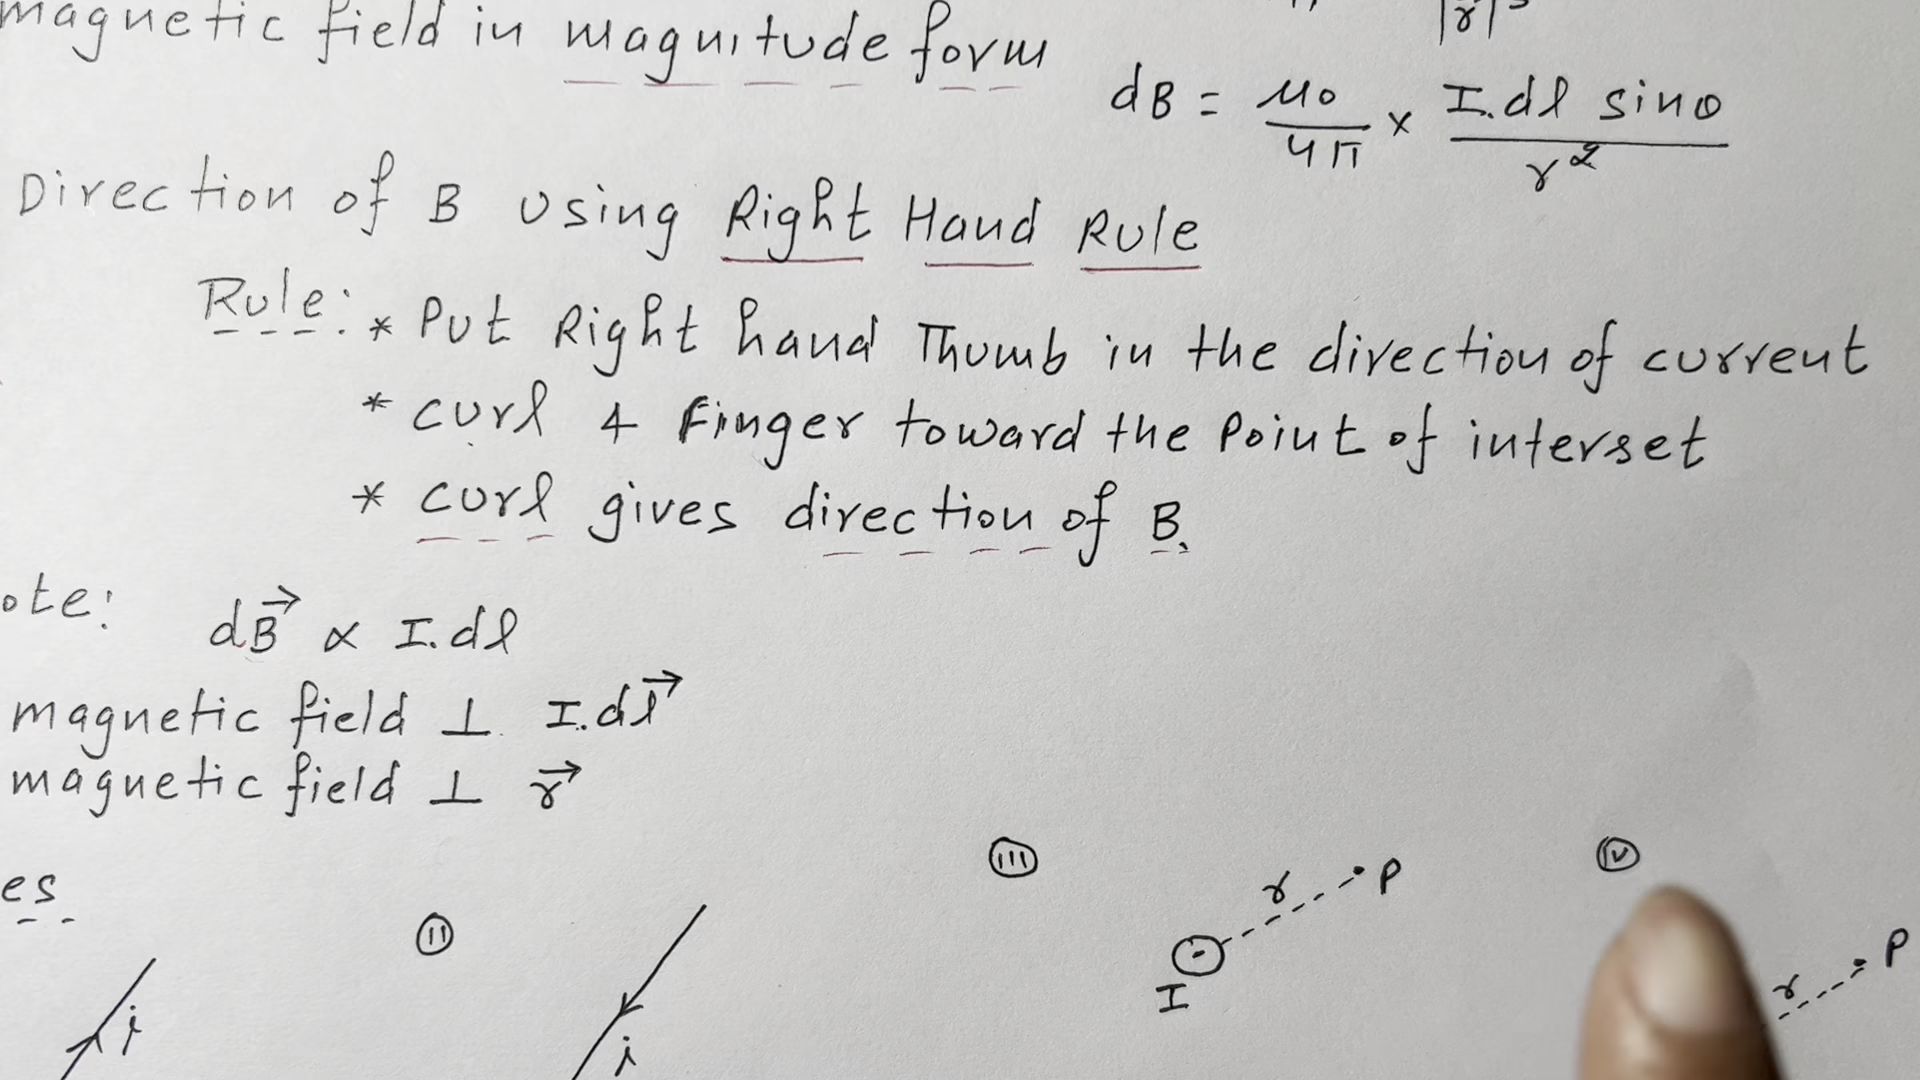 magnetic field in magnitude form
|r⃗|³
dB = μ0/4π × I.dl sinθ/r²
Direction of B Using Right Hand Rule
Rule: * Put Right hand Thumb in the direction of current
* curl 4 Finger toward the Point of interset
* curl gives direction of B.
ote: dB⃗ ∝ I.dl
magnetic field ⊥ I.dl⃗
magnetic field ⊥ r⃗
es
(ii) (iii) (iv)
r P
I
r P
i i